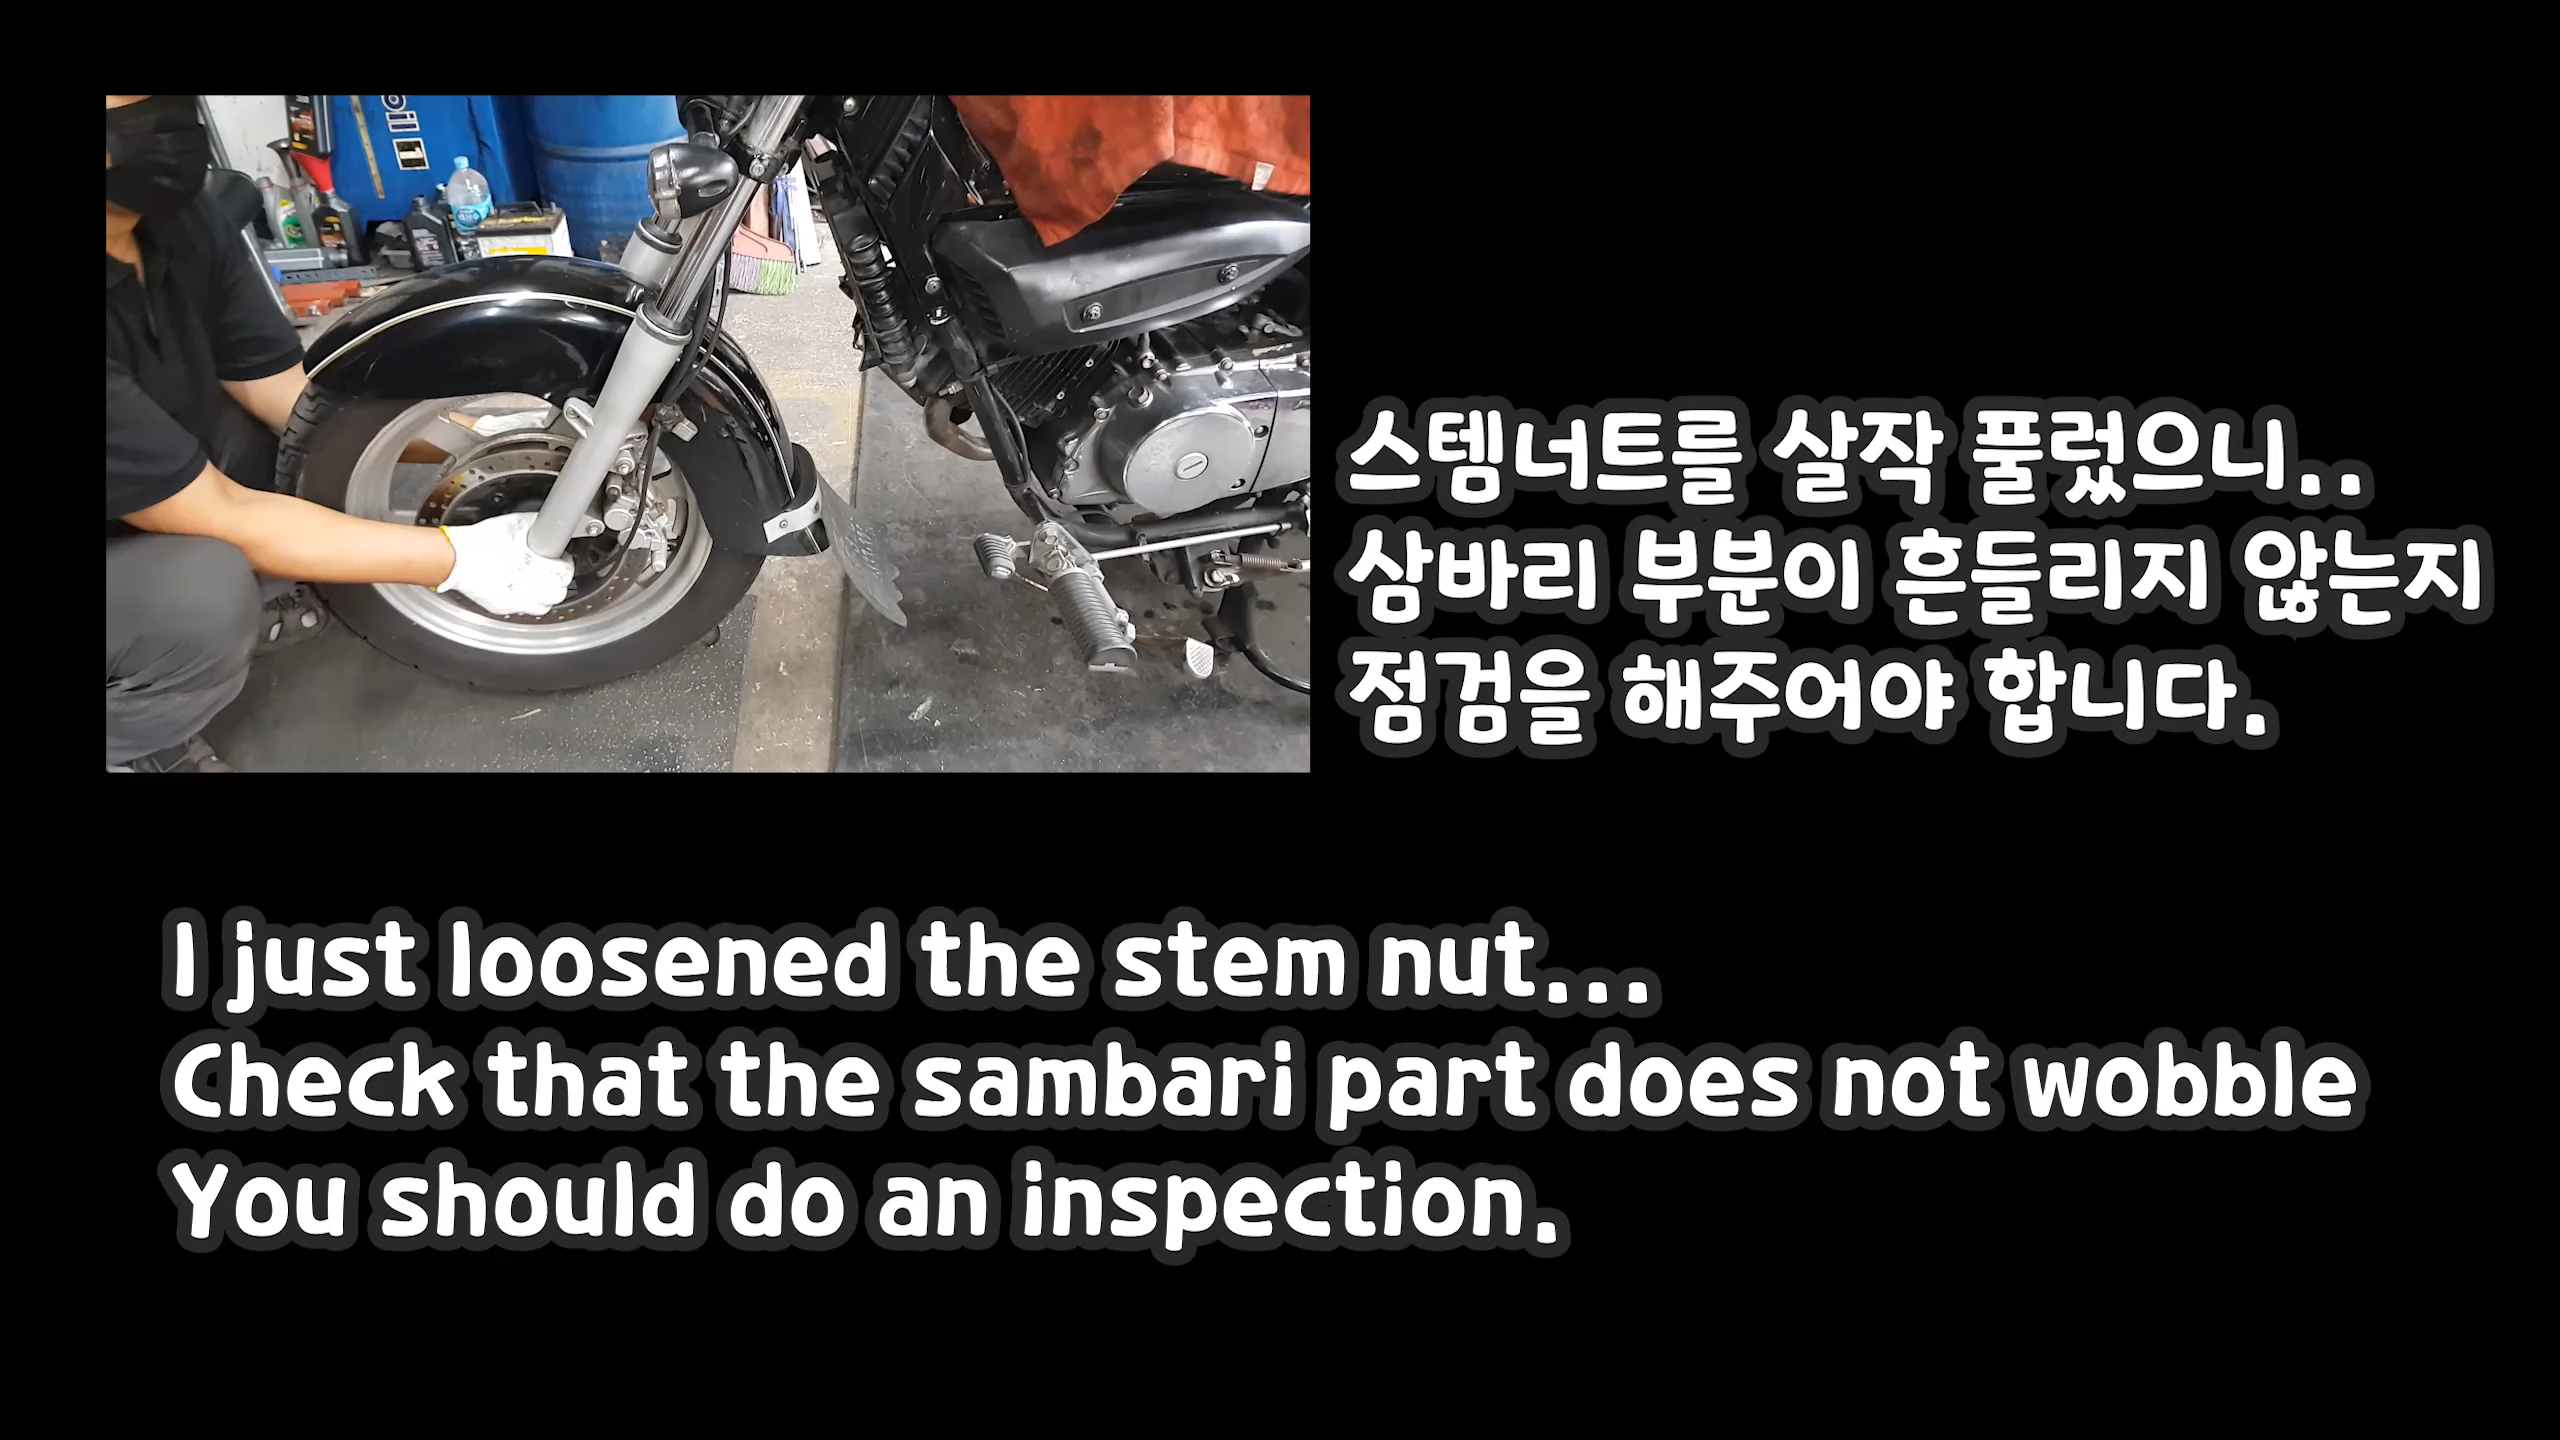 oil
스템너트를 살작 풀렀으니..
삼바리 부분이 흔들리지 않는지
점검을 해주어야 합니다.
I just loosened the stem nut...
Check that the sambari part does not wobble
You should do an inspection.